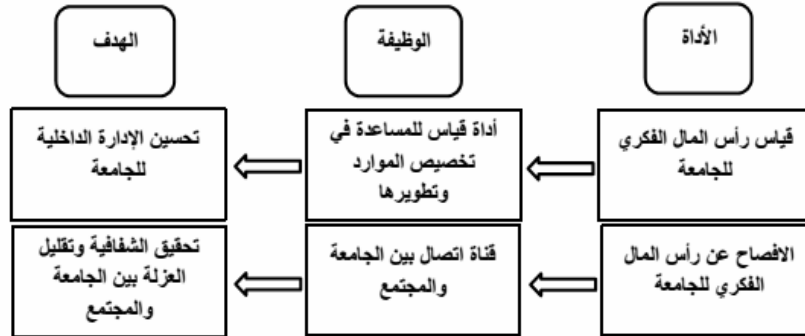 الأداة
الوظيفة
الهدف
قياس رأس المال الفكري
للجامعة
أداة قياس للمساعدة في
تخصيص الموارد
وتطويرها
تحسين الإدارة الداخلية
للجامعة
الافصاح عن رأس المال
الفكري للجامعة
قناة اتصال بين الجامعة
والمجتمع
تحقيق الشفافية وتقليل
العزلة بين الجامعة
والمجتمع